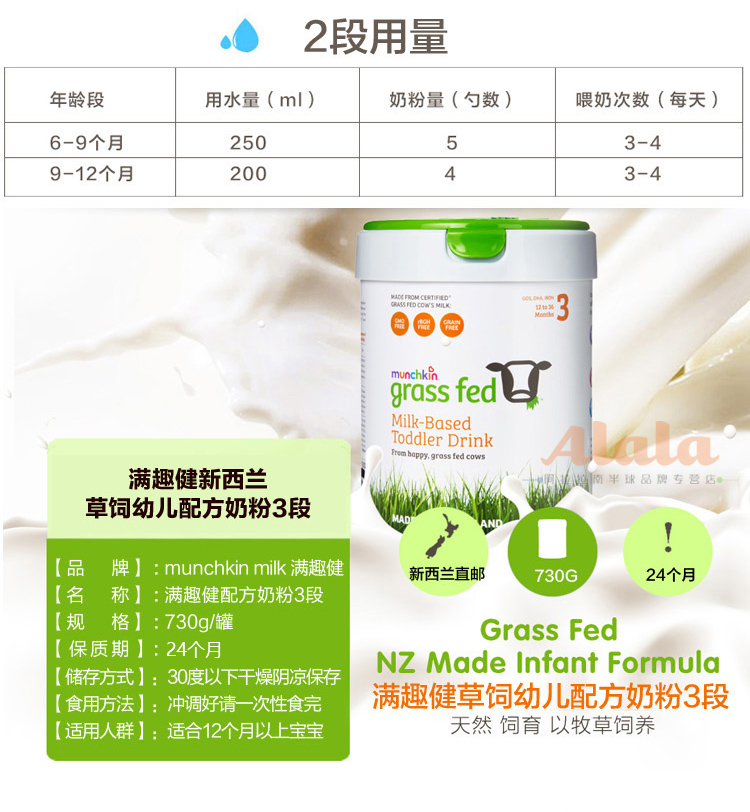 2段用量
年龄段 用水量（ml） 奶粉量（勺数） 喂奶次数（每天）
6-9个月 250 5 3-4
9-12个月 200 4 3-4
MADE FROM CERTIFIED*
GRASS FED COW'S MILK:
GMO FREE
rBGH FREE
GRAIN FREE
GOS, DHA, IRON
12 to 36
Months
3
munchkin
grass fed
Milk-Based
Toddler Drink
From happy, grass fed cows
Alala
南半球品牌专营店
满趣健新西兰
草饲幼儿配方奶粉3段
【品 牌】: munchkin milk 满趣健
【名 称】: 满趣健配方奶粉3段
【规 格】: 730g/罐
【保质期】: 24个月
【储存方式】: 30度以下干燥阴凉保存
【食用方法】: 冲调好请一次性食完
【适用人群】: 适合12个月以上宝宝
新西兰直邮
730G
24个月
Grass Fed
NZ Made Infant Formula
满趣健草饲幼儿配方奶粉3段
天然 饲育 以牧草饲养